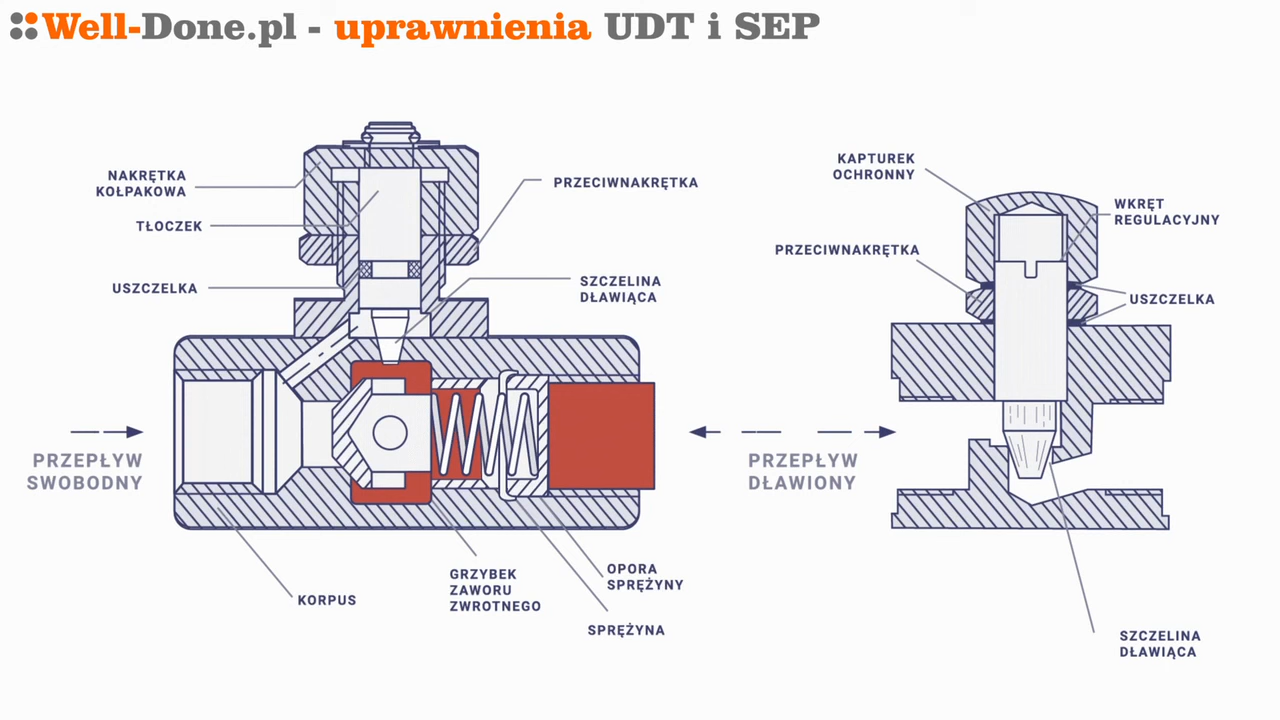 Well-Done.pl - uprawnienia UDT i SEP
NAKRĘTKA
KOŁPAKOWA
TŁOCZEK
USZCZELKA
PRZECIWNAKRĘTKA
SZCZELINA
DŁAWIĄCA
PRZEPŁYW
SWOBODNY
KORPUS
GRZYBEK
ZAWORU
ZWROTNEGO
OPORA
SPRĘŻYNY
SPRĘŻYNA
PRZEPŁYW
DŁAWIONY
KAPTUREK
OCHRONNY
PRZECIWNAKRĘTKA
WKRĘT
REGULACYJNY
USZCZELKA
SZCZELINA
DŁAWIĄCA